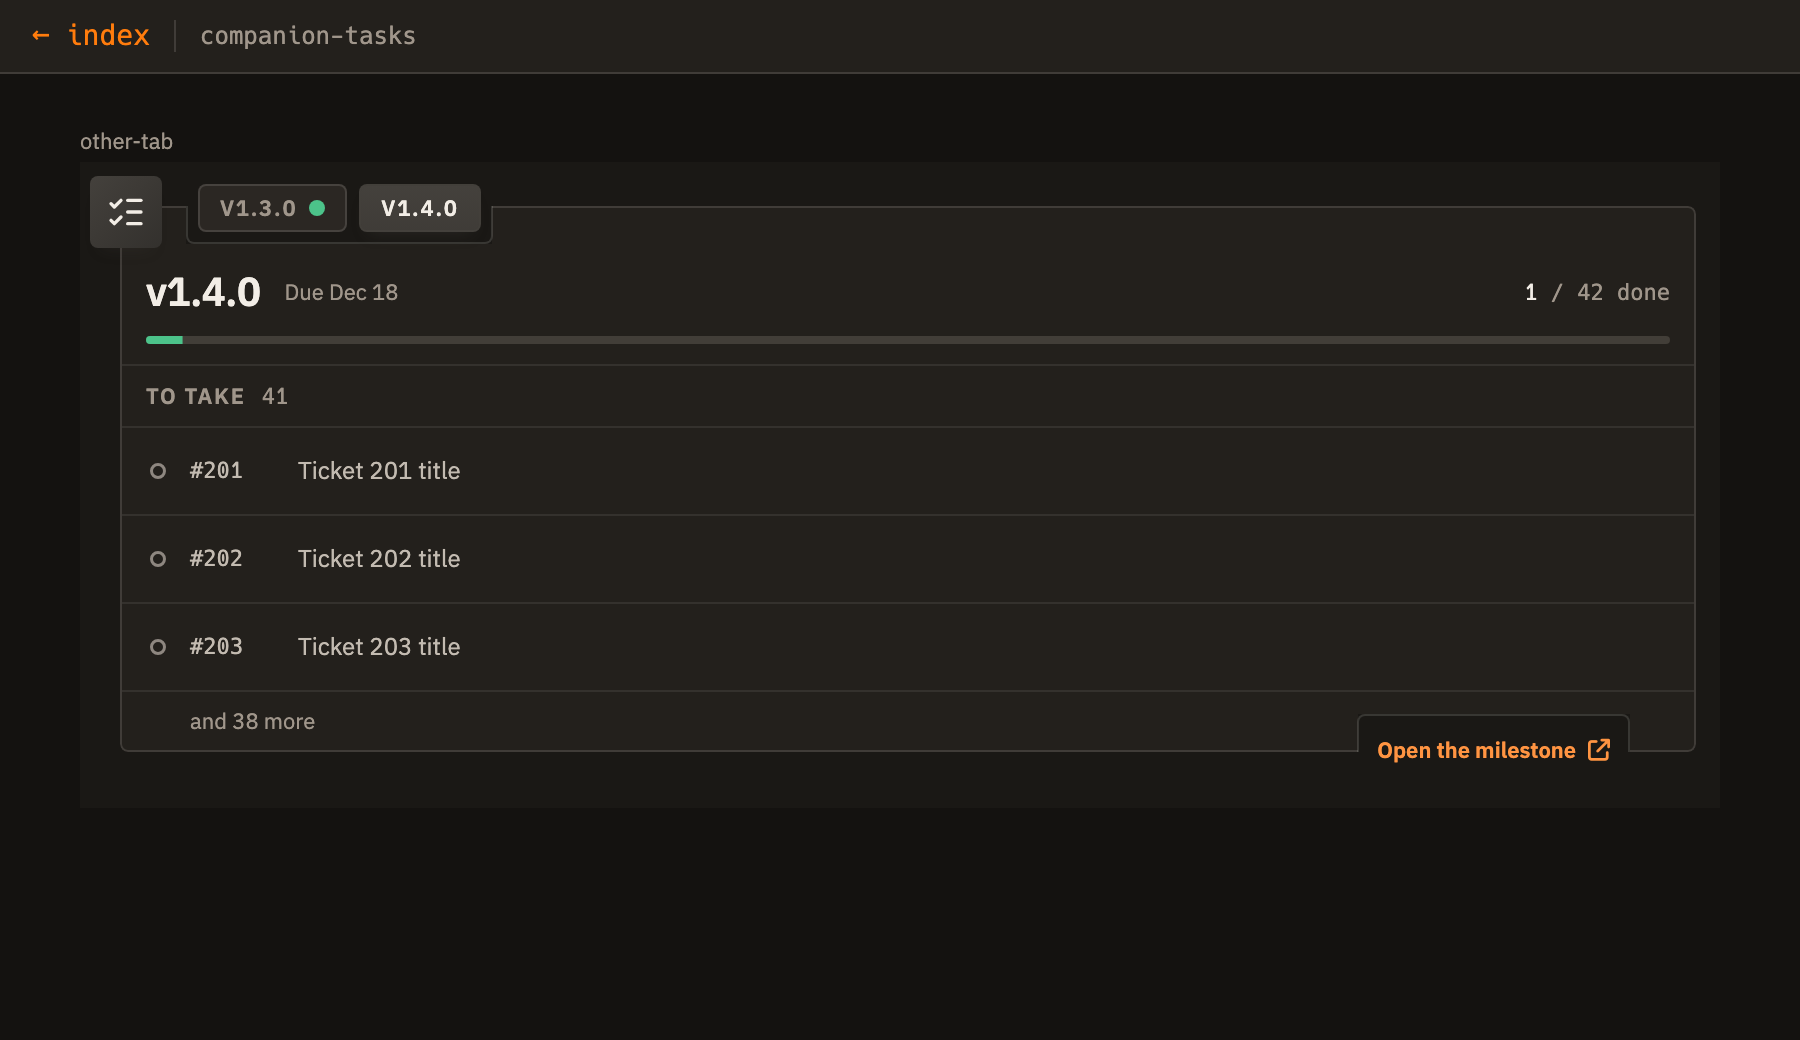 ← index companion-tasks
other-tab
V1.3.0 V1.4.0
v1.4.0 Due Dec 18 1 / 42 done
TO TAKE 41
#201 Ticket 201 title
#202 Ticket 202 title
#203 Ticket 203 title
and 38 more
Open the milestone